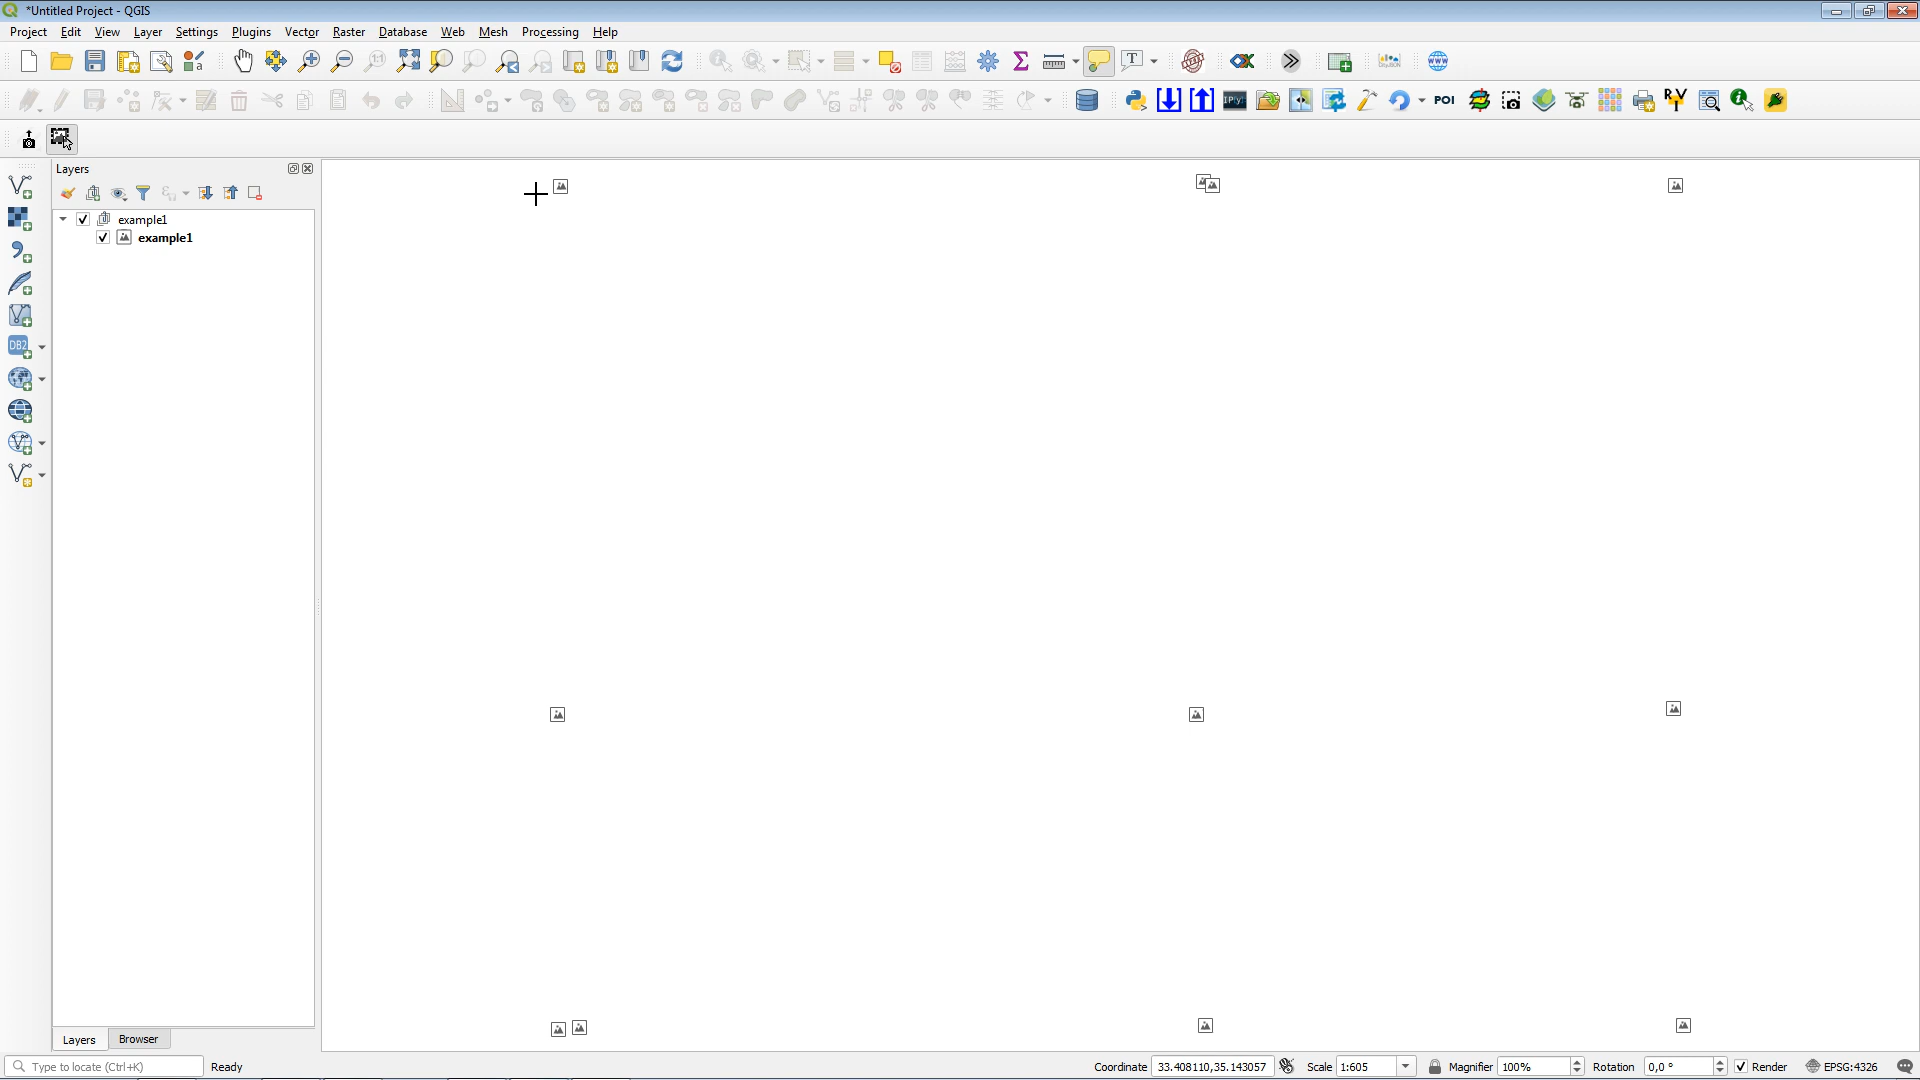 *Untitled Project - QGIS
Project Edit View Layer Settings Plugins Vector Raster Database Web Mesh Processing Help
POI
Layers
example1
example1
DB2
Layers Browser
Type to locate (Ctrl+K) Ready Coordinate 33.408110,35.143057 Scale 1:605 Magnifier 100% Rotation 0,0 ° Render EPSG:4326